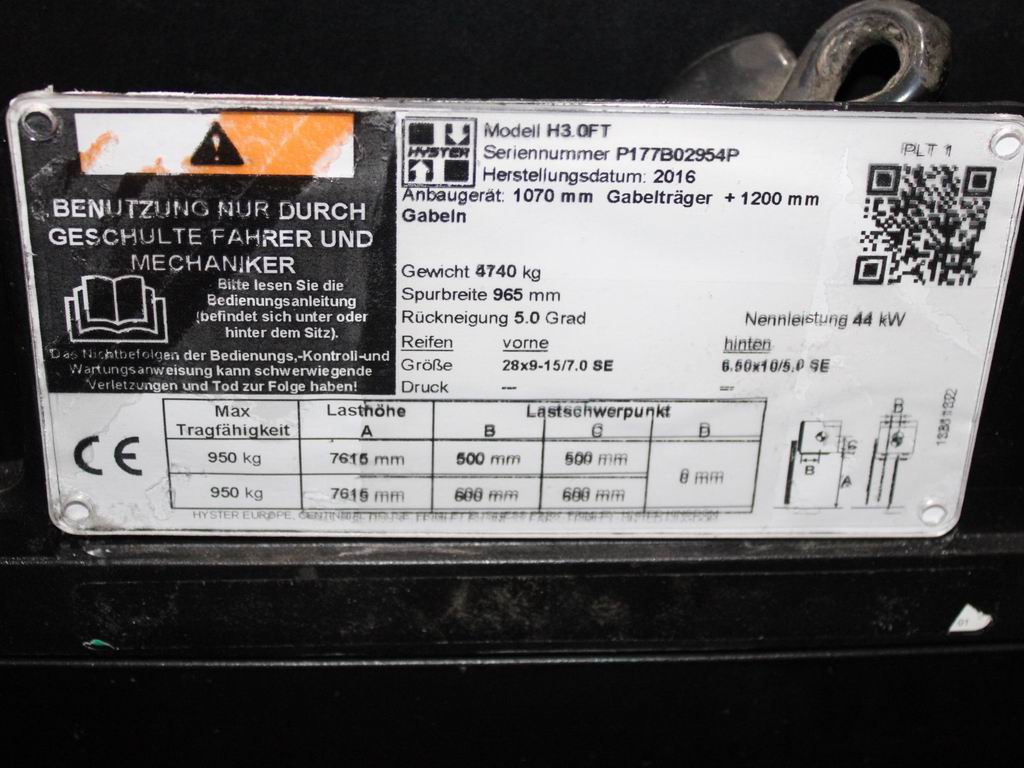 BENUTZUNG NUR DURCH
GESCHULTE FAHRER UND
MECHANIKER
Bitte lesen Sie die
Bedienungsanleitung
(befindet sich unter oder
hinter dem Sitz).
Das Nichtbefolgen der Bedienungs,-Kontroll-und
Wartungsanweisung kann schwerwiegende
Verletzungen und Tod zur Folge haben!
HYSTER
Modell H3.0FT
Seriennummer P177B02954P
Herstellungsdatum: 2016
Anbaugerät: 1070 mm Gabelträger + 1200 mm
Gabeln
PLT 1
Gewicht 4740 kg
Spurbreite 965 mm
Rückneigung 5.0 Grad Nennleistung 44 kW
Reifen vorne hinten
Größe 28x9-15/7.0 SE 6.50x10/5.0 SE
Druck --- ---
Max Lasthöhe Lastschwerpunkt
Tragfähigkeit A B C D
950 kg 7615 mm 500 mm 500 mm 0 mm
950 kg 7615 mm 600 mm 600 mm
CE
B
C
B A
HYSTER EUROPE,
01